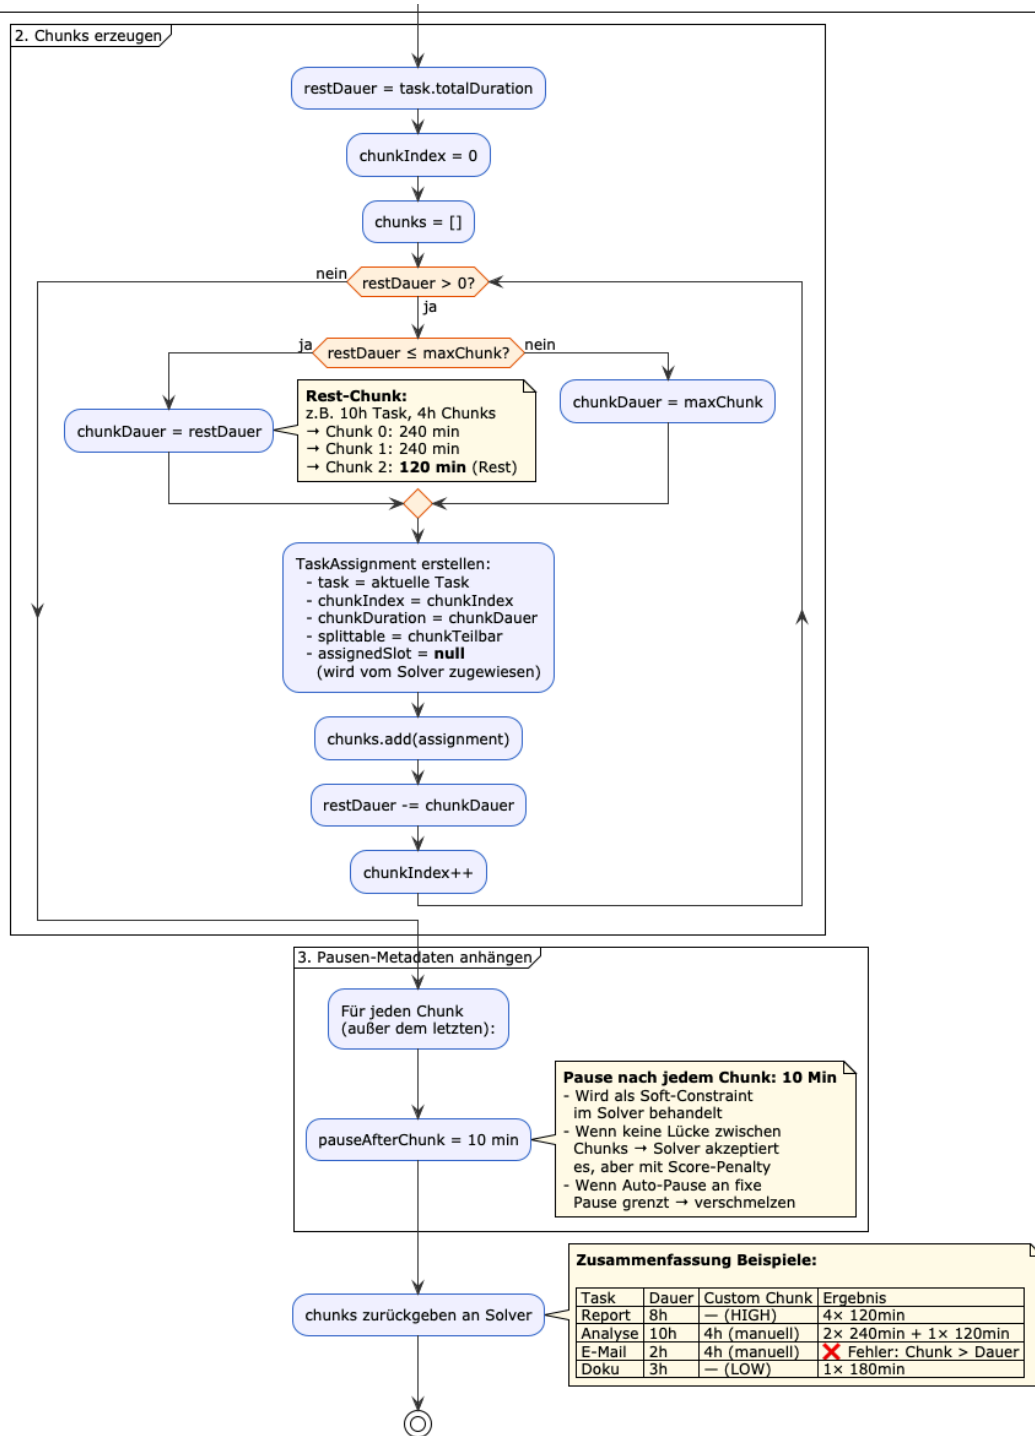 2. Chunks erzeugen
restDauer = task.totalDuration
chunkIndex = 0
chunks = []
nein
restDauer > 0?
ja
ja
restDauer ≤ maxChunk?
nein
chunkDauer = restDauer
Rest-Chunk:
z.B. 10h Task, 4h Chunks
→ Chunk 0: 240 min
→ Chunk 1: 240 min
→ Chunk 2: 120 min (Rest)
chunkDauer = maxChunk
TaskAssignment erstellen:
- task = aktuelle Task
- chunkIndex = chunkIndex
- chunkDuration = chunkDauer
- splittable = chunkTeilbar
- assignedSlot = null
(wird vom Solver zugewiesen)
chunks.add(assignment)
restDauer -= chunkDauer
chunkIndex++
3. Pausen-Metadaten anhängen
Für jeden Chunk
(außer dem letzten):
pauseAfterChunk = 10 min
Pause nach jedem Chunk: 10 Min
- Wird als Soft-Constraint
im Solver behandelt
- Wenn keine Lücke zwischen
Chunks → Solver akzeptiert
es, aber mit Score-Penalty
- Wenn Auto-Pause an fixe
Pause grenzt → verschmelzen
chunks zurückgeben an Solver
Zusammenfassung Beispiele:
Task Dauer Custom Chunk Ergebnis
Report 8h — (HIGH) 4× 120min
Analyse 10h 4h (manuell) 2× 240min + 1× 120min
E-Mail 2h 4h (manuell) ❌ Fehler: Chunk > Dauer
Doku 3h — (LOW) 1× 180min